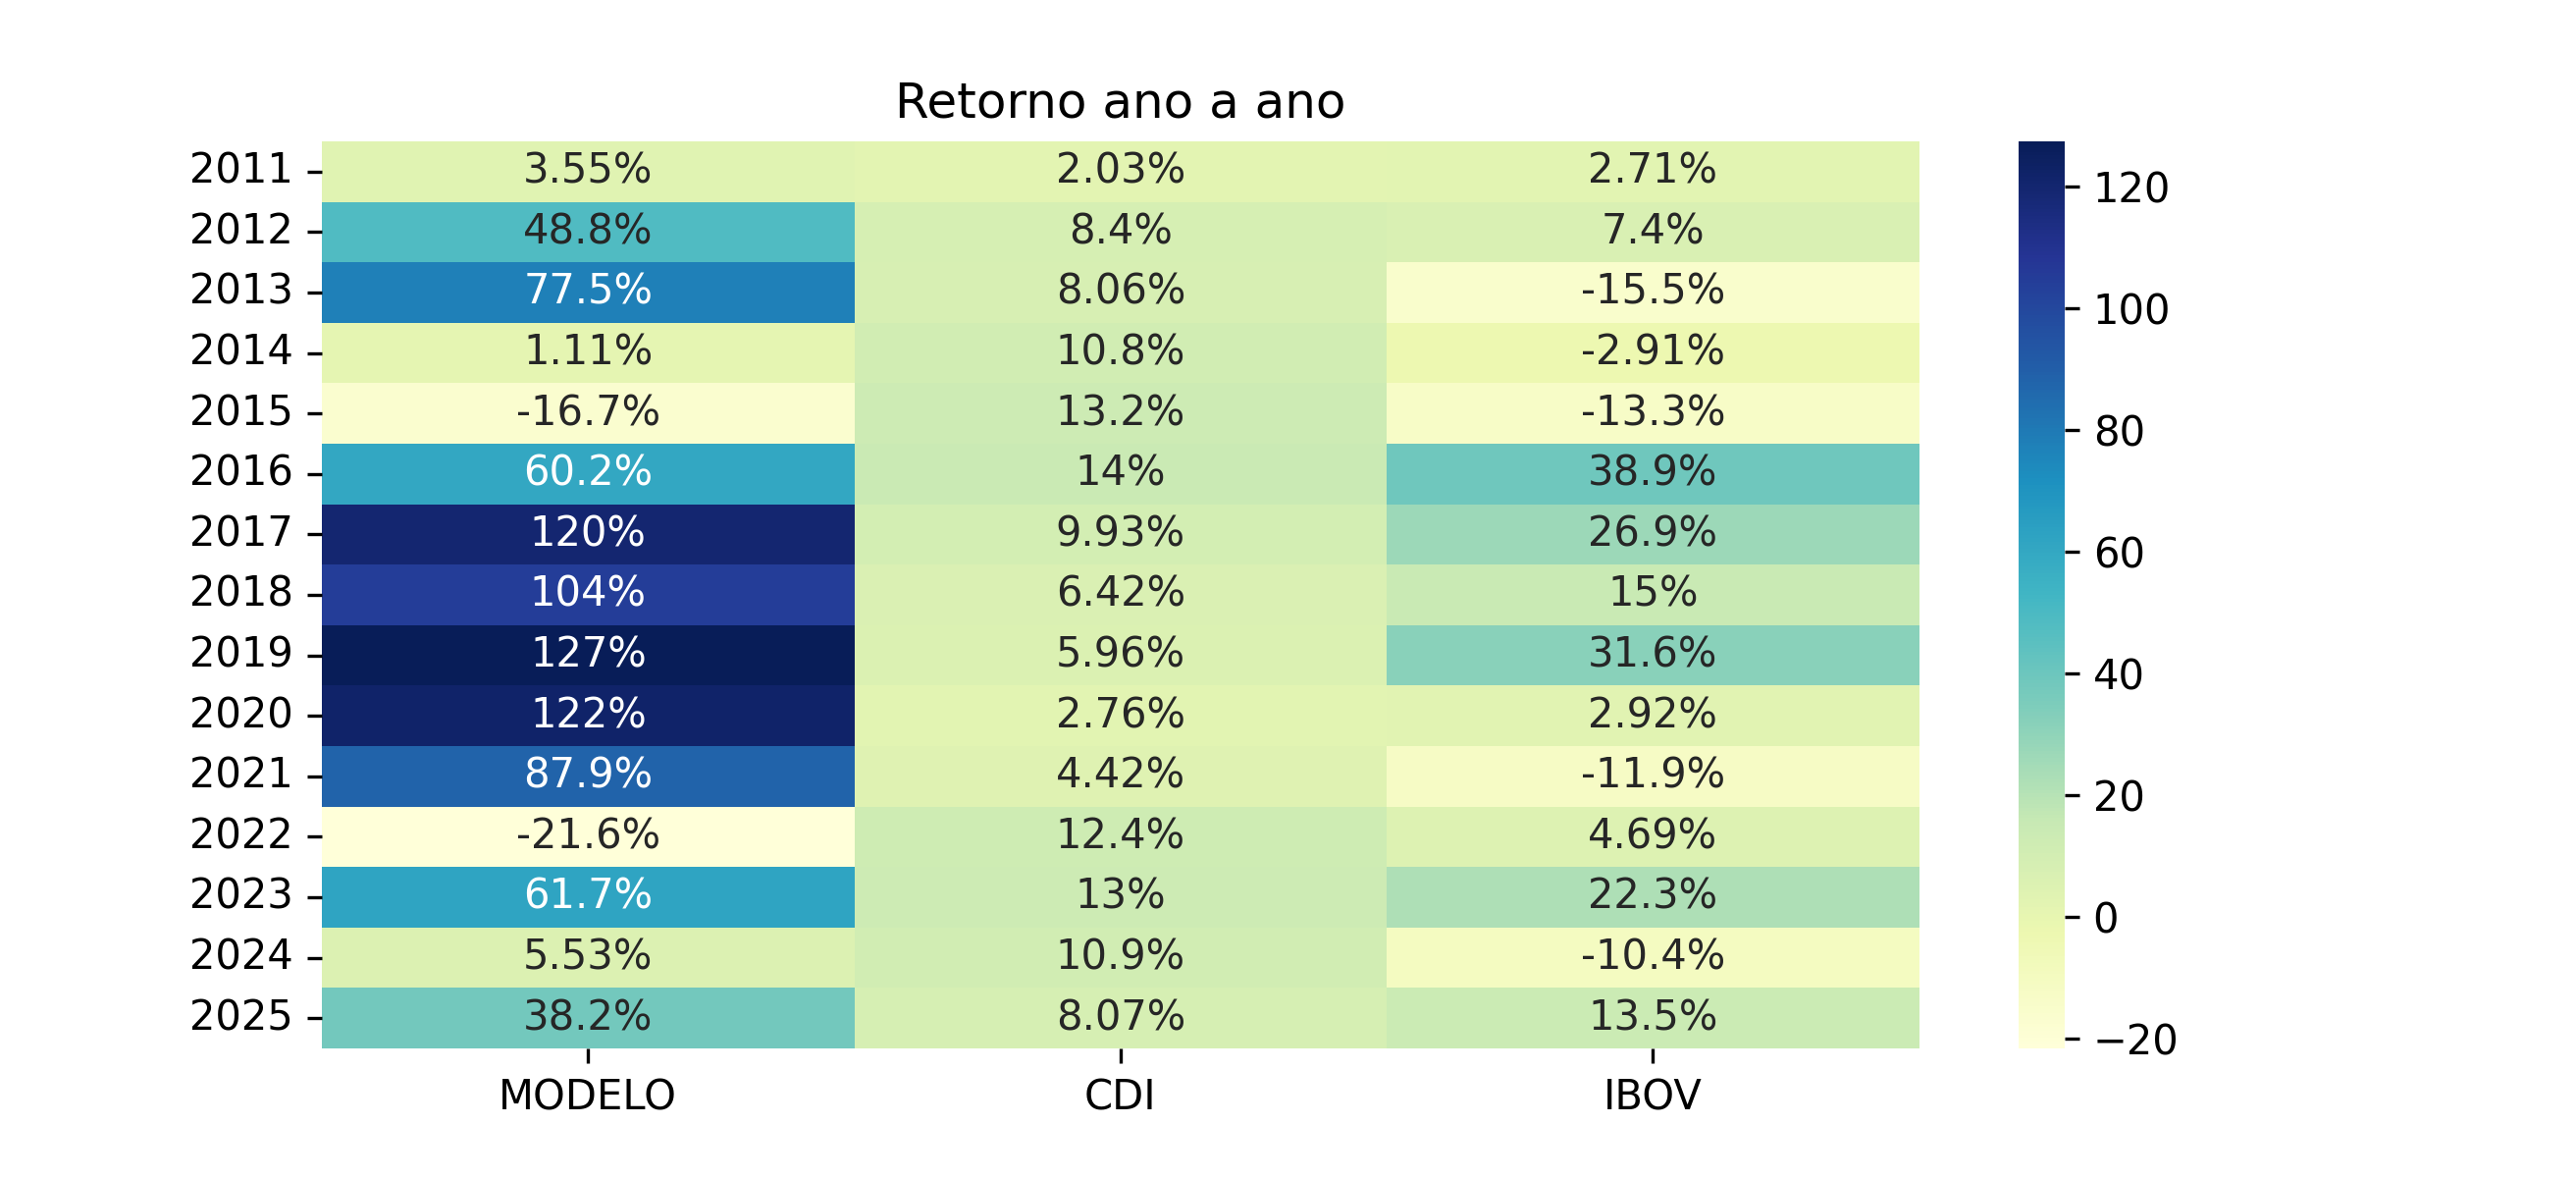 Retorno ano a ano
2011 3.55% 2.03% 2.71%
2012 48.8% 8.4% 7.4%
2013 77.5% 8.06% -15.5%
2014 1.11% 10.8% -2.91%
2015 -16.7% 13.2% -13.3%
2016 60.2% 14% 38.9%
2017 120% 9.93% 26.9%
2018 104% 6.42% 15%
2019 127% 5.96% 31.6%
2020 122% 2.76% 2.92%
2021 87.9% 4.42% -11.9%
2022 -21.6% 12.4% 4.69%
2023 61.7% 13% 22.3%
2024 5.53% 10.9% -10.4%
2025 38.2% 8.07% 13.5%
MODELO CDI IBOV
120
100
80
60
40
20
0
−20